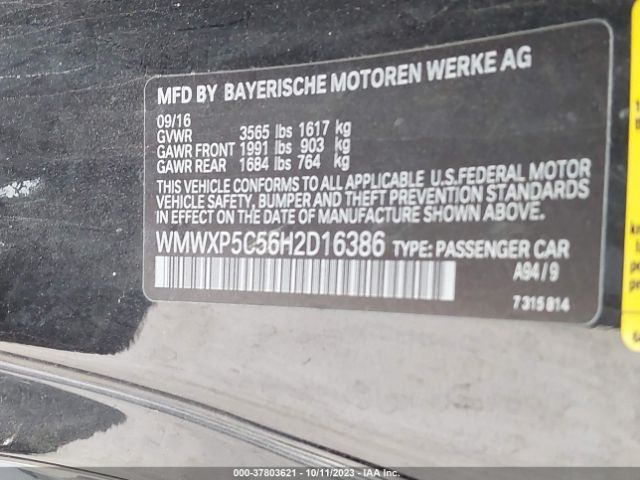 MFD BY BAYERISCHE MOTOREN WERKE AG
09/16
GVWR 3565 lbs 1617 kg
GAWR FRONT 1991 lbs 903 kg
GAWR REAR 1684 lbs 764 kg
THIS VEHICLE CONFORMS TO ALL APPLICABLE U.S.FEDERAL MOTOR
VEHICLE SAFETY, BUMPER AND THEFT PREVENTION STANDARDS
IN EFFECT ON THE DATE OF MANUFACTURE SHOWN ABOVE.
WMWXP5C56H2D16386 TYPE: PASSENGER CAR
A94/9
7315814
000-37803621 - 10/11/2023 - IAA Inc.